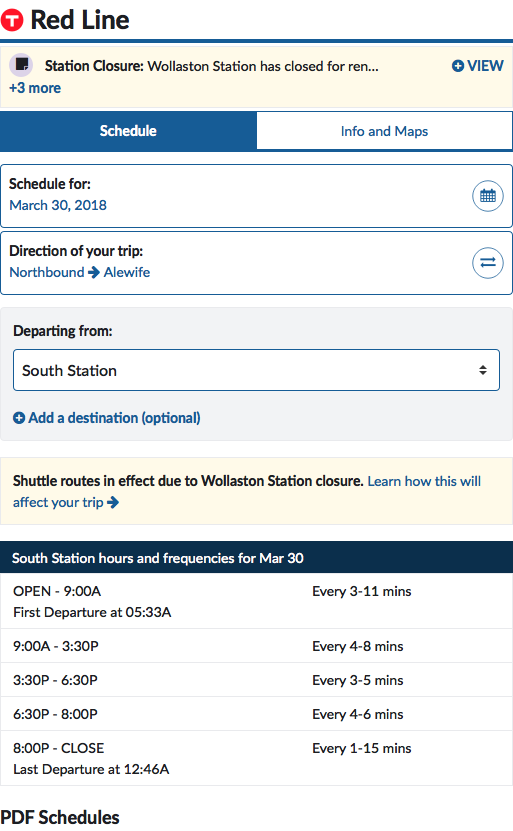 T Red Line
Station Closure: Wollaston Station has closed for ren...
VIEW
+3 more
Schedule
Info and Maps
Schedule for:
March 30, 2018
Direction of your trip:
Northbound → Alewife
Departing from:
South Station
Add a destination (optional)
Shuttle routes in effect due to Wollaston Station closure. Learn how this will
affect your trip →
South Station hours and frequencies for Mar 30
OPEN - 9:00A Every 3-11 mins
First Departure at 05:33A
9:00A - 3:30P Every 4-8 mins
3:30P - 6:30P Every 3-5 mins
6:30P - 8:00P Every 4-6 mins
8:00P - CLOSE Every 1-15 mins
Last Departure at 12:46A
PDF Schedules